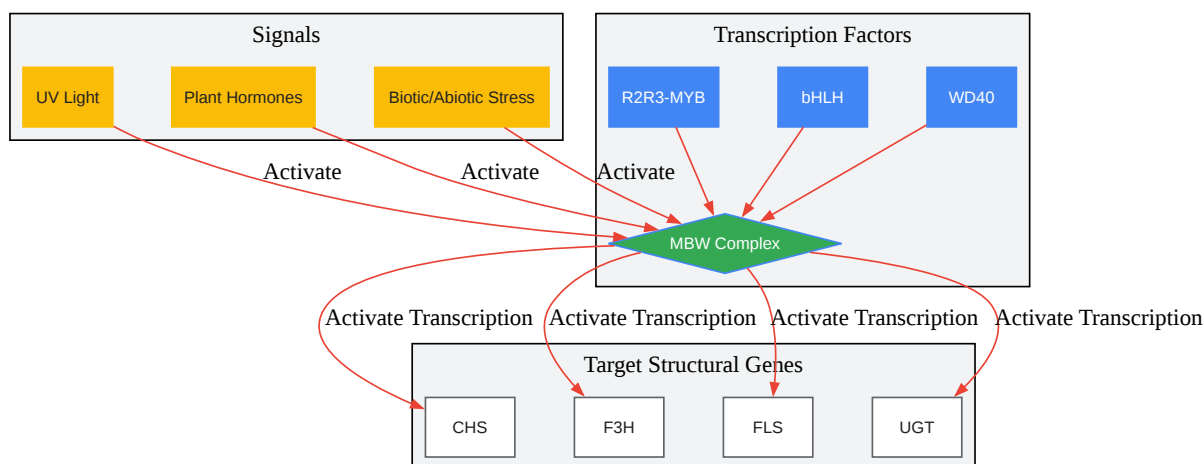 Signals
Transcription Factors
UV Light
Plant Hormones
Biotic/Abiotic Stress
R2R3-MYB
bHLH
WD40
Activate
Activate
Activate
MBW Complex
Activate Transcription
Activate Transcription
Activate Transcription
Activate Transcription
Target Structural Genes
CHS
F3H
FLS
UGT